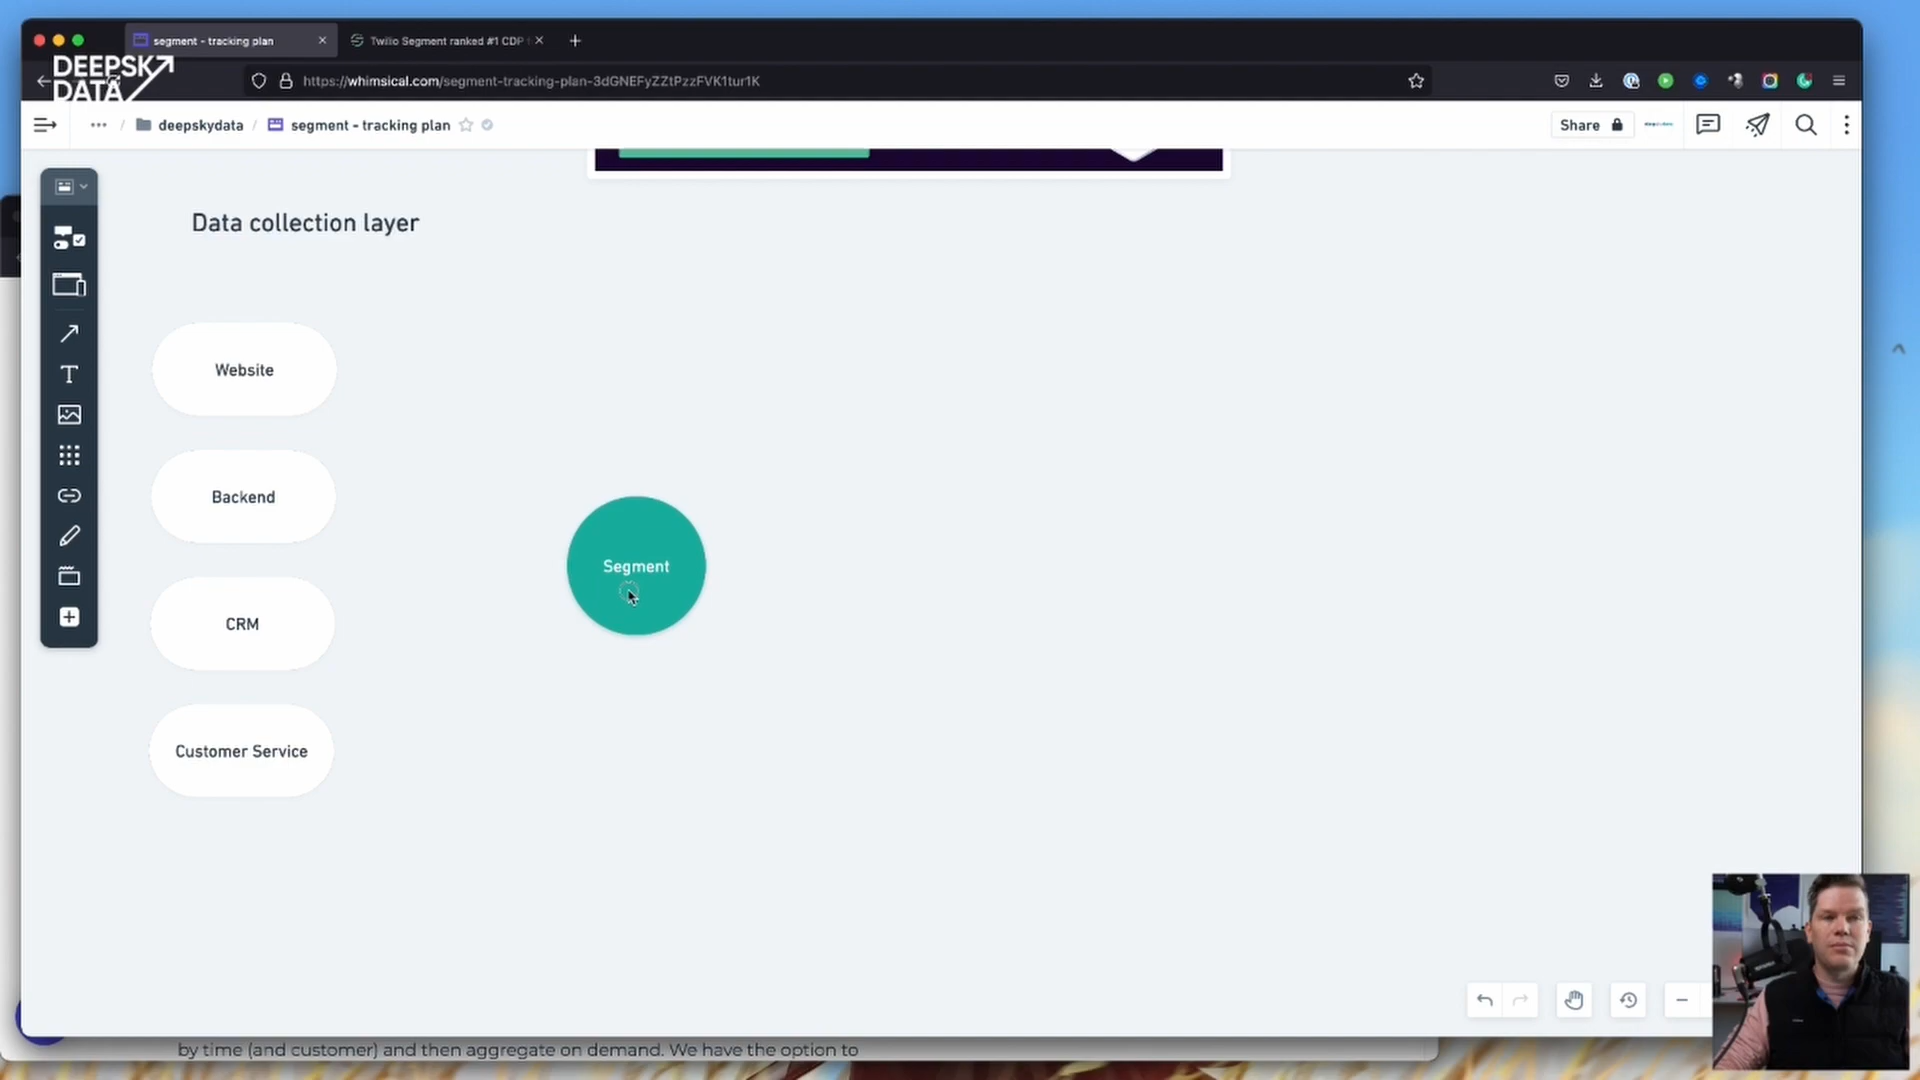 segment - tracking plan
Twilio Segment ranked #1 CDP
DEEPSK
DATA
https://whimsical.com/segment-tracking-plan-3dGNEFyZZtPzzFVK1tur1K
deepskydata / segment - tracking plan
Share
Data collection layer
Website
Backend
Segment
CRM
Customer Service
by time (and customer) and then aggregate on demand. We have the option to